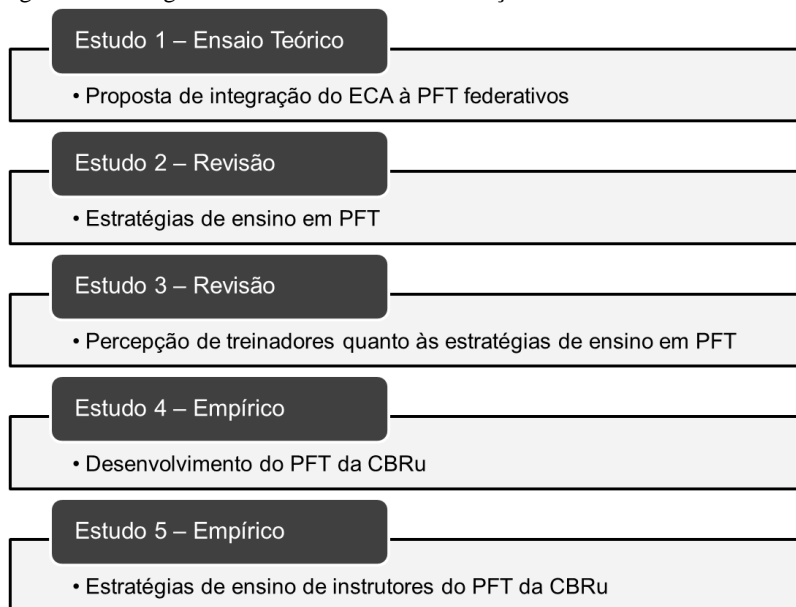 Estudo 1 – Ensaio Teórico
• Proposta de integração do ECA à PFT federativos
Estudo 2 – Revisão
• Estratégias de ensino em PFT
Estudo 3 – Revisão
• Percepção de treinadores quanto às estratégias de ensino em PFT
Estudo 4 – Empírico
• Desenvolvimento do PFT da CBRu
Estudo 5 – Empírico
• Estratégias de ensino de instrutores do PFT da CBRu